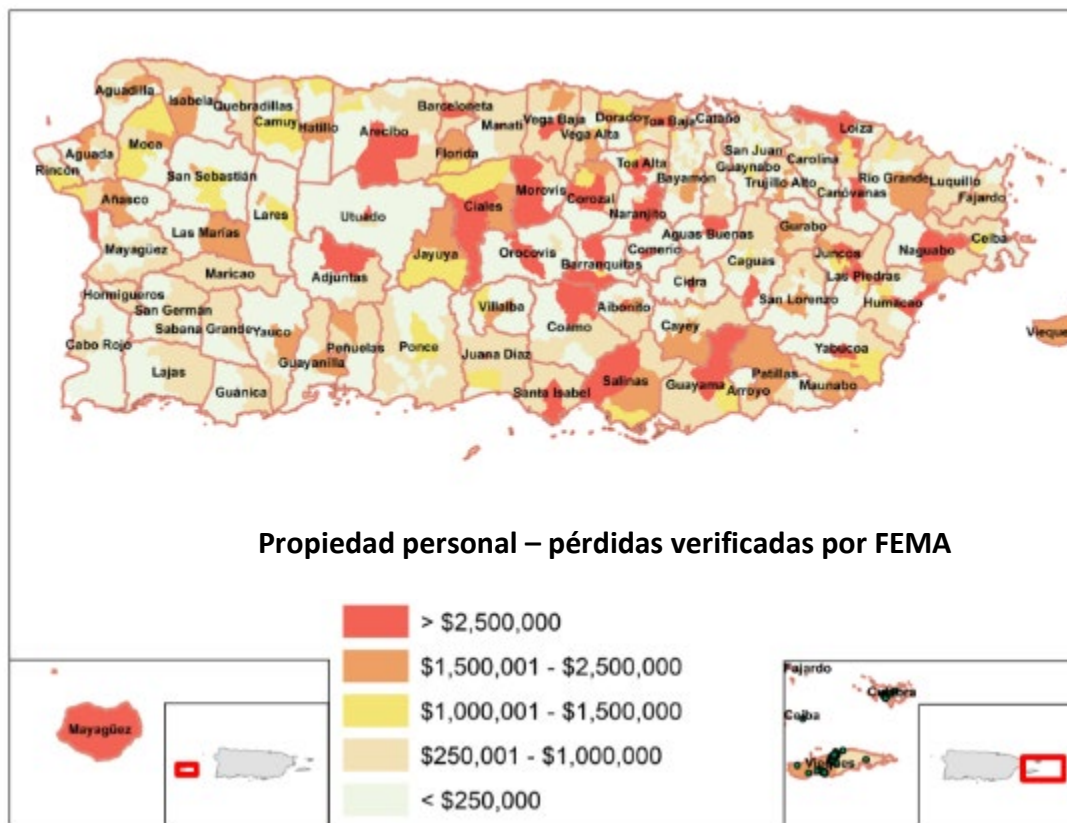 Aguadilla
Isabela
Quebradillas
Camuy
Hatillo
Arecibo
Barceloneta
Manatí
Vega Baja
Vega Alta
Dorado
Toa Baja
Cataño
San Juan
Guaynabo
Carolina
Loiza
Rincón
Aguada
Moca
San Sebastián
Florida
Toa Alta
Bayamón
Trujillo Alto
Canóvanas
Rio Grande
Luquillo
Fajardo
Añasco
Las Marías
Lares
Utuado
Ciales
Morovis
Corozal
Naranjito
Aguas Buenas
Gurabo
Juncos
Naguabo
Ceiba
Mayagüez
Maricao
Adjuntas
Jayuya
Orocovis
Barranquitas
Comerio
Cidra
Caguas
Las Piedras
San Lorenzo
Humacao
Hormigueros
San Germán
Sabana Grande
Yauco
Villalba
Coamo
Aibonito
Cayey
Yabucoa
Vieques
Cabo Rojo
Lajas
Guánica
Guayanilla
Peñuelas
Ponce
Juana Díaz
Santa Isabel
Salinas
Guayama
Arroyo
Patillas
Maunabo
Propiedad personal – pérdidas verificadas por FEMA
> $2,500,000
$1,500,001 - $2,500,000
$1,000,001 - $1,500,000
$250,001 - $1,000,000
< $250,000
Mayagüez
Fajardo
Culebra
Ceiba
Vieques